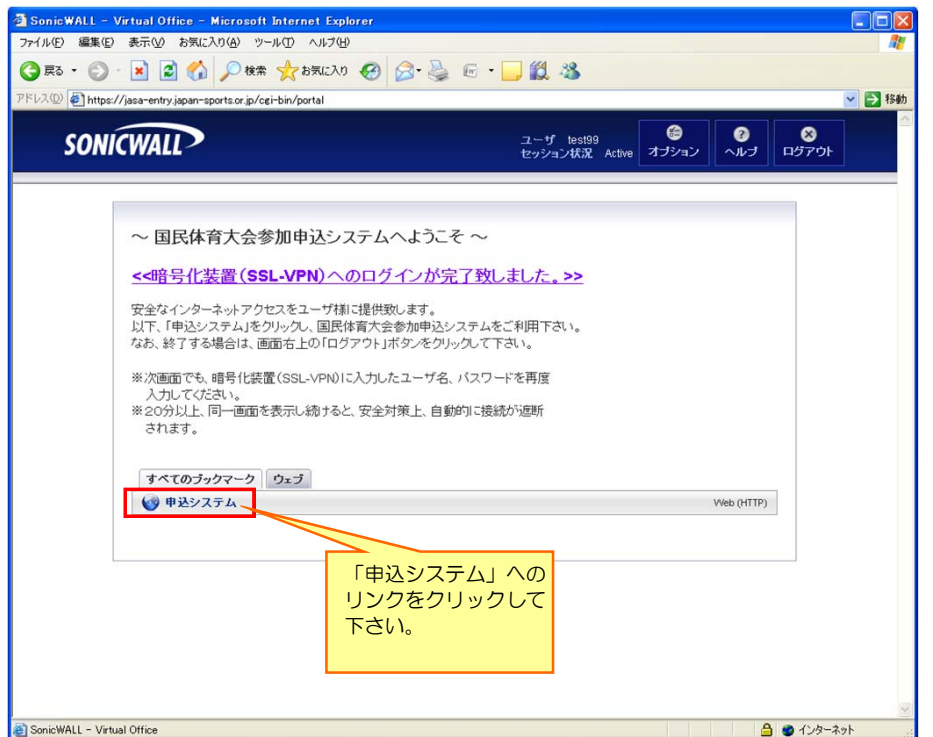 SonicWALL - Virtual Office - Microsoft Internet Explorer
ファイル(F) 編集(E) 表示(V) お気に入り(A) ツール(T) ヘルプ(H)
戻る 検索 お気に入り
アドレス(D) https://jasa-entry.japan-sports.or.jp/cgi-bin/portal 移動
SONICWALL
ユーザ test99
セッション状況 Active
オプション ヘルプ ログアウト
～ 国民体育大会参加申込システムへようこそ ～
<<暗号化装置(SSL-VPN)へのログインが完了致しました。>>
安全なインターネットアクセスをユーザ様に提供致します。
以下、「申込システム」をクリックし、国民体育大会参加申込システムをご利用下さい。
なお、終了する場合は、画面右上の「ログアウト」ボタンをクリックして下さい。
※次画面でも、暗号化装置(SSL-VPN)に入力したユーザ名、パスワードを再度
入力してください。
※20分以上、同一画面を表示し続けると、安全対策上、自動的に接続が遮断
されます。
すべてのブックマーク ウェブ
申込システム Web (HTTP)
「申込システム」への
リンクをクリックして
下さい。
SonicWALL - Virtual Office インターネット